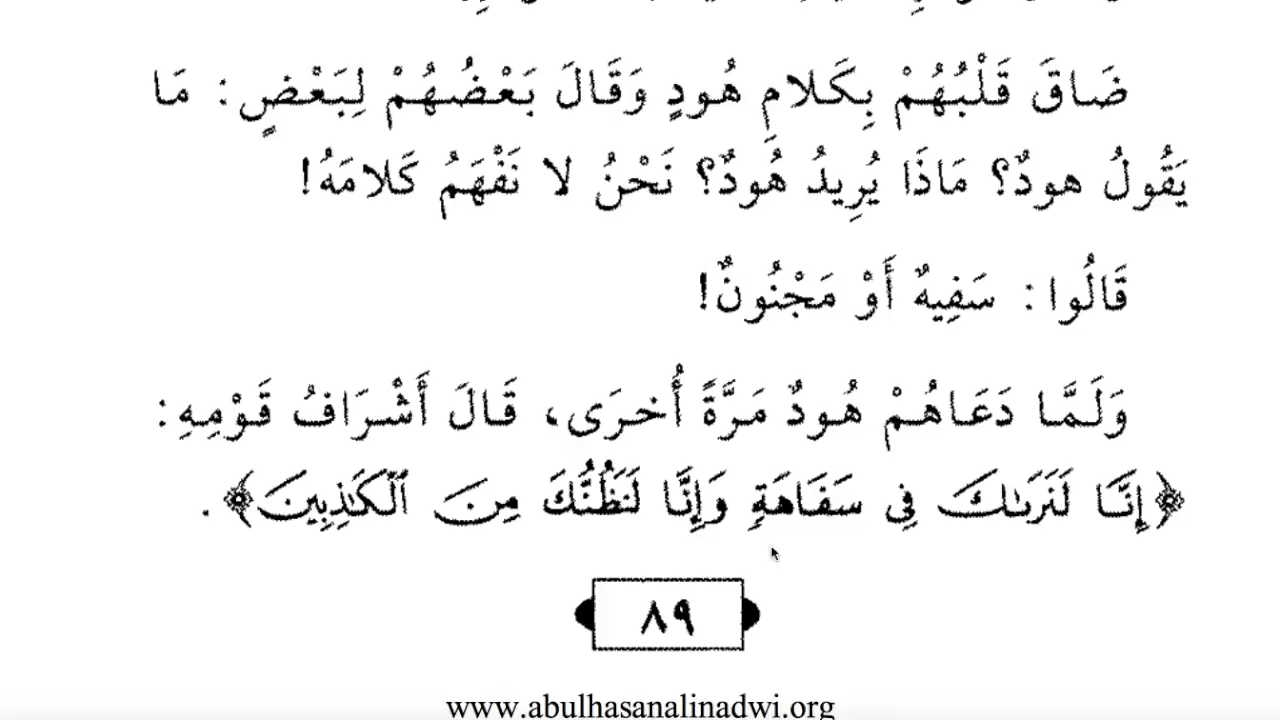 ضَاقَ قَلْبُهُمْ بِكَلامِ هُودٍ وَقَالَ بَعْضُهُمْ لِبَعْضٍ: مَا
يَقُولُ هودٌ؟ مَاذَا يُرِيدُ هُودٌ؟ نَحْنُ لا نَفْهَمُ كَلامَهُ!
قَالُوا: سَفِيهٌ أَوْ مَجْنُونٌ!
وَلَمَّا دَعَاهُمْ هُودٌ مَرَّةً أُخرَى، قَالَ أَشْرَافُ قَوْمِهِ:
﴿إِنَّا لَنَرَىٰكَ فِي سَفَاهَةٍ وَإِنَّا لَنَظُنُّكَ مِنَ ٱلْكَٰذِبِينَ﴾.
٨٩
www.abulhasanalinadwi.org